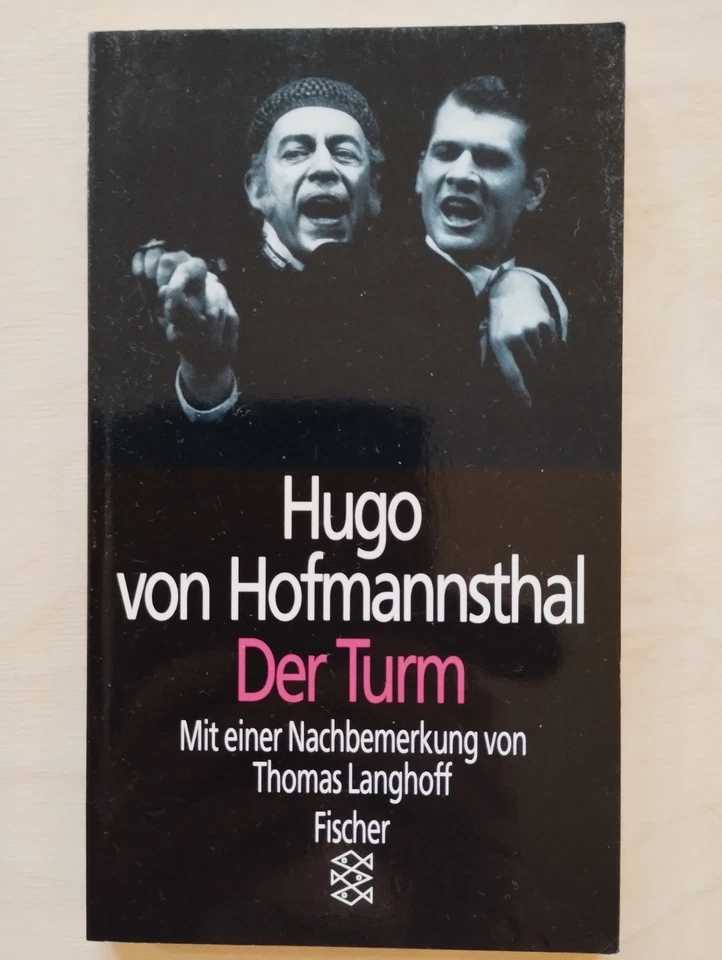 Hugo
von Hofmannsthal
Der Turm
Mit einer Nachbemerkung von
Thomas Langhoff
Fischer